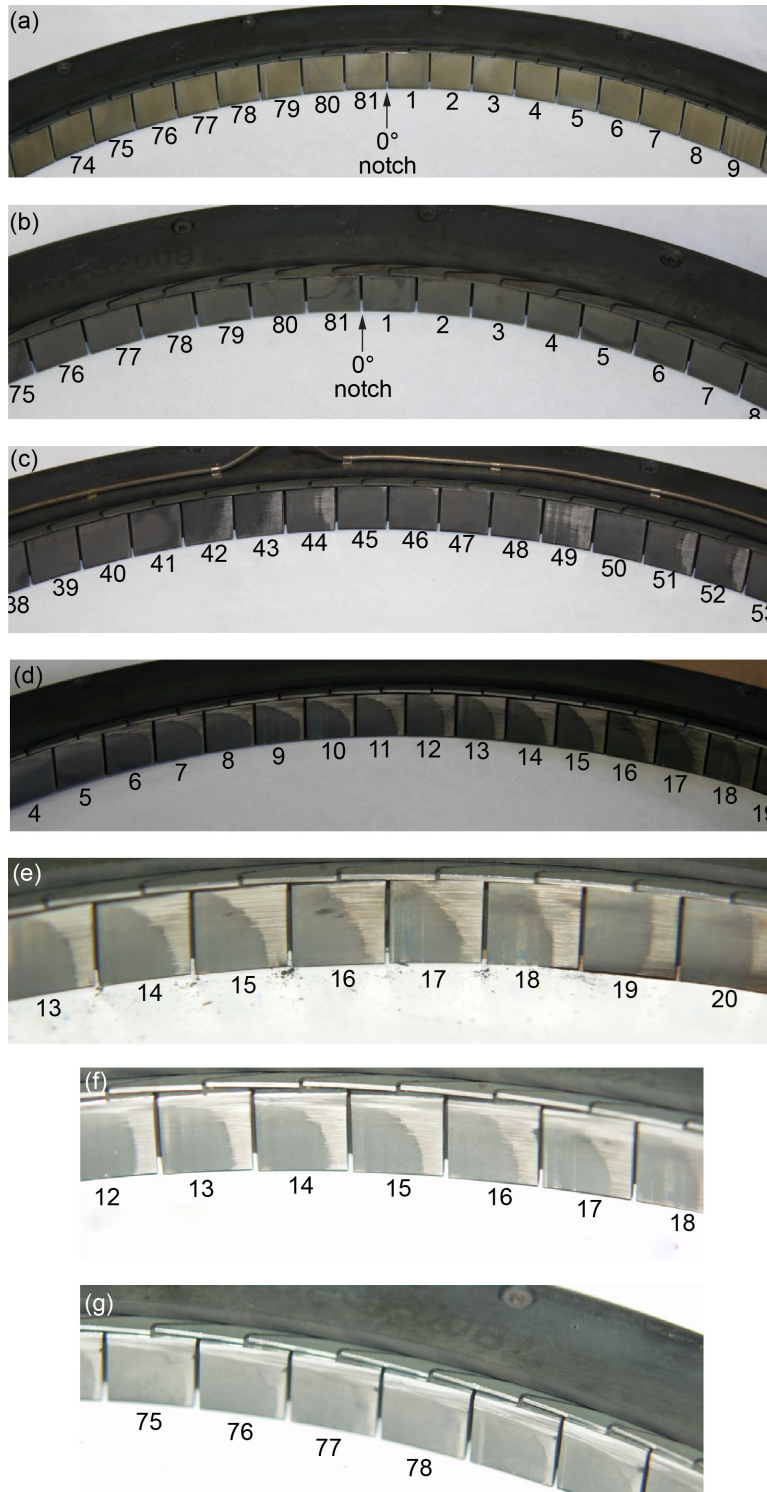 (a)
74 75 76 77 78 79 80 81 1 2 3 4 5 6 7 8 9
0°
notch
(b)
75 76 77 78 79 80 81 1 2 3 4 5 6 7 8
0°
notch
(c)
38 39 40 41 42 43 44 45 46 47 48 49 50 51 52 53
(d)
4 5 6 7 8 9 10 11 12 13 14 15 16 17 18 19
(e)
13 14 15 16 17 18 19 20
(f)
12 13 14 15 16 17 18
(g)
75 76 77 78